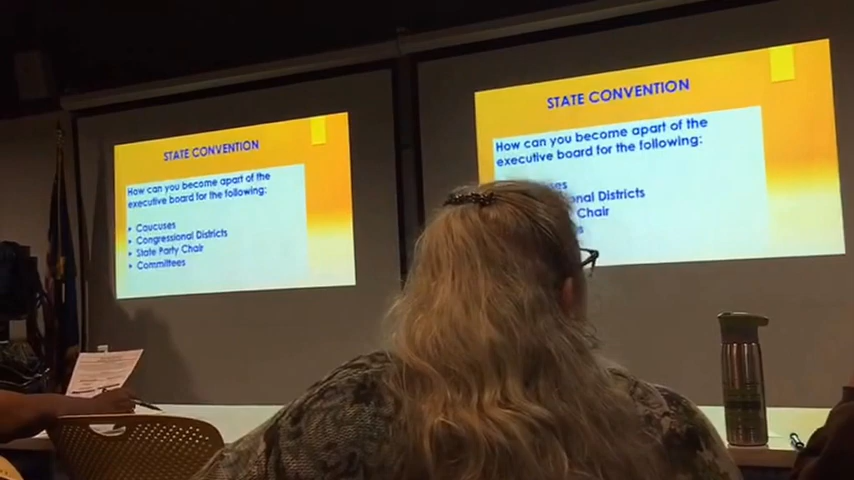 STATE CONVENTION
How can you become apart of the
executive board for the following:
Caucuses
Congressional Districts
State Party Chair
Committees
STATE CONVENTION
How can you become apart of the
executive board for the following:
Districts
Chair